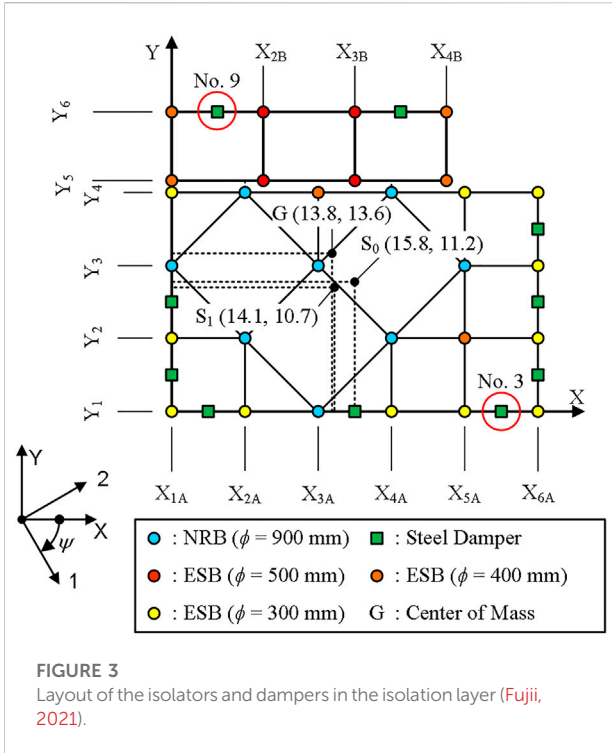 Y X2B X3B X4B
No. 9
Y6
Y5
Y4
G (13.8, 13.6)
S0 (15.8, 11.2)
Y3
S1 (14.1, 10.7)
Y2
No. 3
Y1
X
X1A X2A X3A X4A X5A X6A
Y
2
X
ψ
1
: NRB (ϕ = 900 mm) : Steel Damper
: ESB (ϕ = 500 mm) : ESB (ϕ = 400 mm)
: ESB (ϕ = 300 mm) G : Center of Mass
FIGURE 3
Layout of the isolators and dampers in the isolation layer (Fujii,
2021).